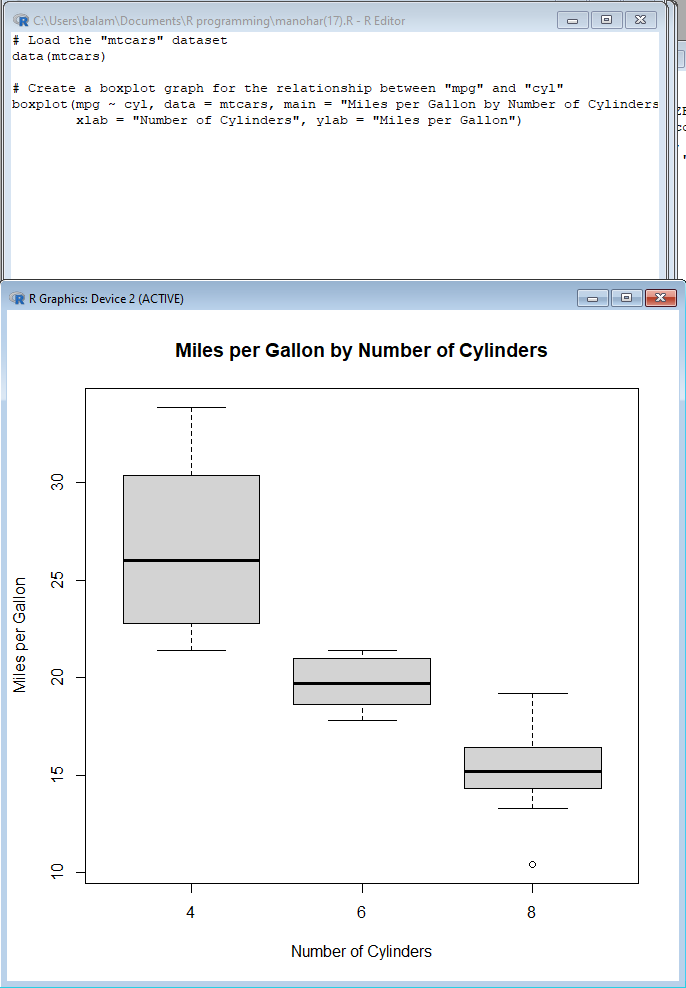 C:\Users\balam\Documents\R programming\manohar(17).R - R Editor
# Load the "mtcars" dataset
data(mtcars)
# Create a boxplot graph for the relationship between "mpg" and "cyl"
boxplot(mpg ~ cyl, data = mtcars, main = "Miles per Gallon by Number of Cylinders
xlab = "Number of Cylinders", ylab = "Miles per Gallon")
R Graphics: Device 2 (ACTIVE)
Miles per Gallon by Number of Cylinders
Miles per Gallon
30
25
20
15
10
4 6 8
Number of Cylinders